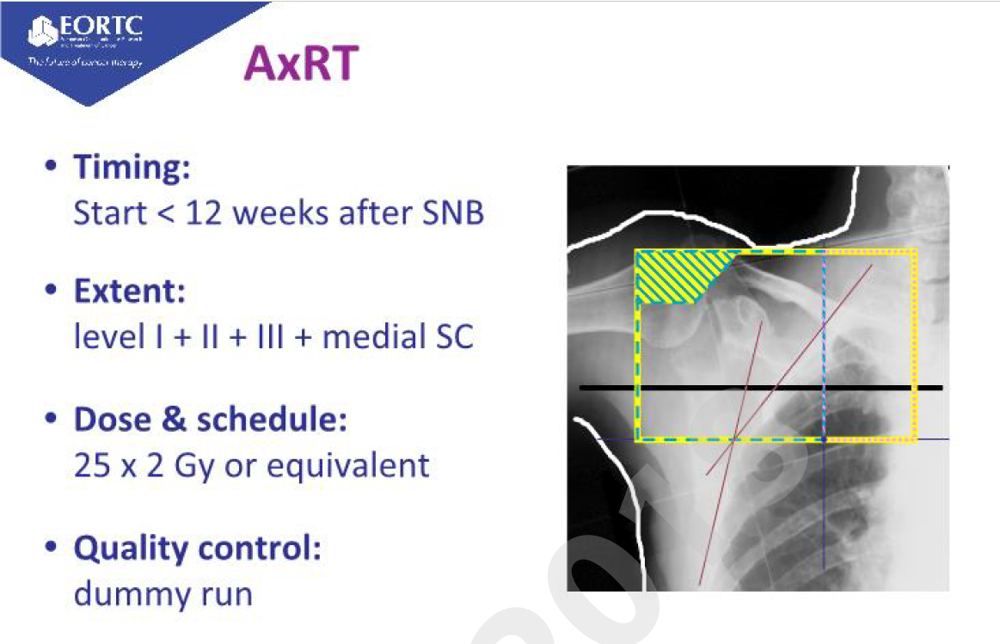 EORTC
The future of cancer therapy
AxRT
• Timing:
Start < 12 weeks after SNB
• Extent:
level I + II + III + medial SC
• Dose & schedule:
25 x 2 Gy or equivalent
• Quality control:
dummy run